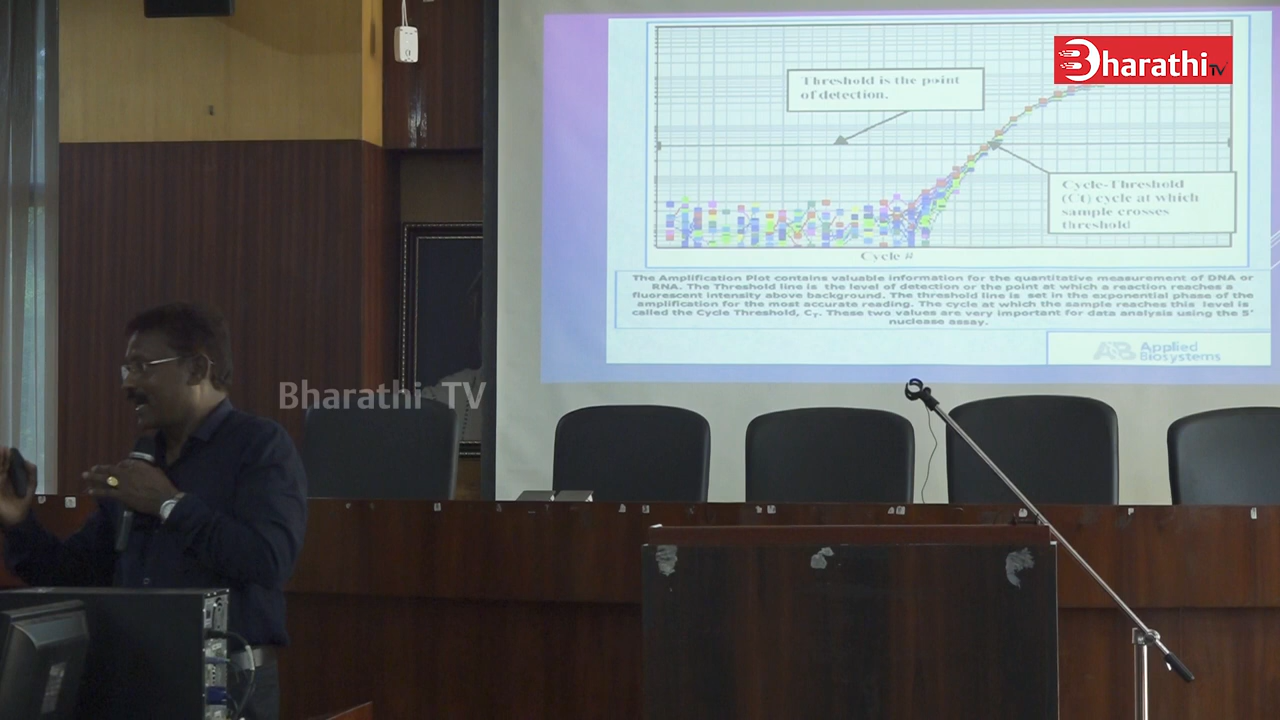 Bharathi TV
Threshold is the point
of detection.
Cycle-Threshold
(Ct) cycle at which
sample crosses
threshold
Cycle #
The Amplification Plot contains valuable information for the quantitative measurement of DNA or
RNA. The Threshold line is the level of detection or the point at which a reaction reaches a
fluorescent intensity above background. The threshold line is set in the exponential phase of the
amplification for the most accurate reading. The cycle at which the sample reaches this level is
called the Cycle Threshold, CT. These two values are very important for data analysis using the 5'
nuclease assay.
AB Applied
Biosystems
Bharathi TV